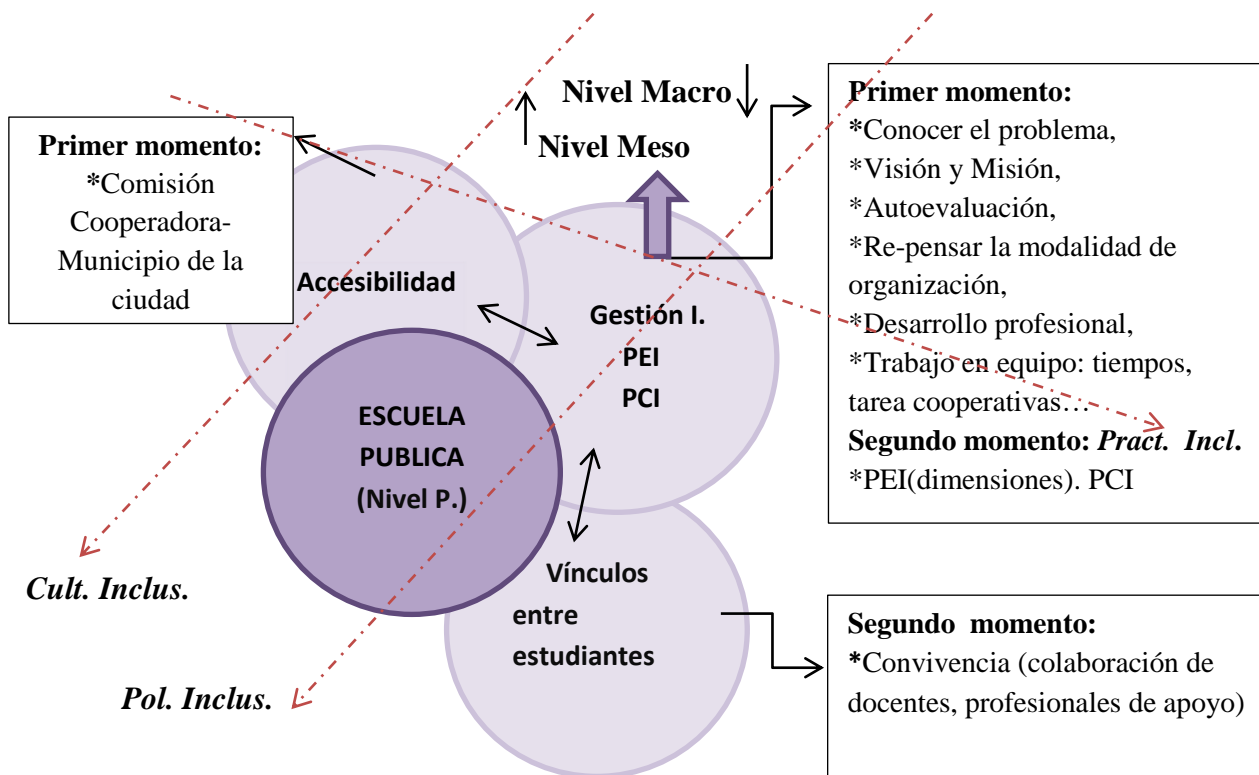 Nivel Macro
Nivel Meso
Primer momento:
*Comisión
Cooperadora-
Municipio de la
ciudad
Accesibilidad
Gestión I.
PEI
PCI
ESCUELA
PUBLICA
(Nivel P.)
Vínculos
entre
estudiantes
Cult. Inclus.
Pol. Inclus.
Primer momento:
*Conocer el problema,
*Visión y Misión,
*Autoevaluación,
*Re-pensar la modalidad de
organización,
*Desarrollo profesional,
*Trabajo en equipo: tiempos,
tarea cooperativas…
Segundo momento: Pract. Incl.
*PEI(dimensiones). PCI
Segundo momento:
*Convivencia (colaboración de
docentes, profesionales de apoyo)